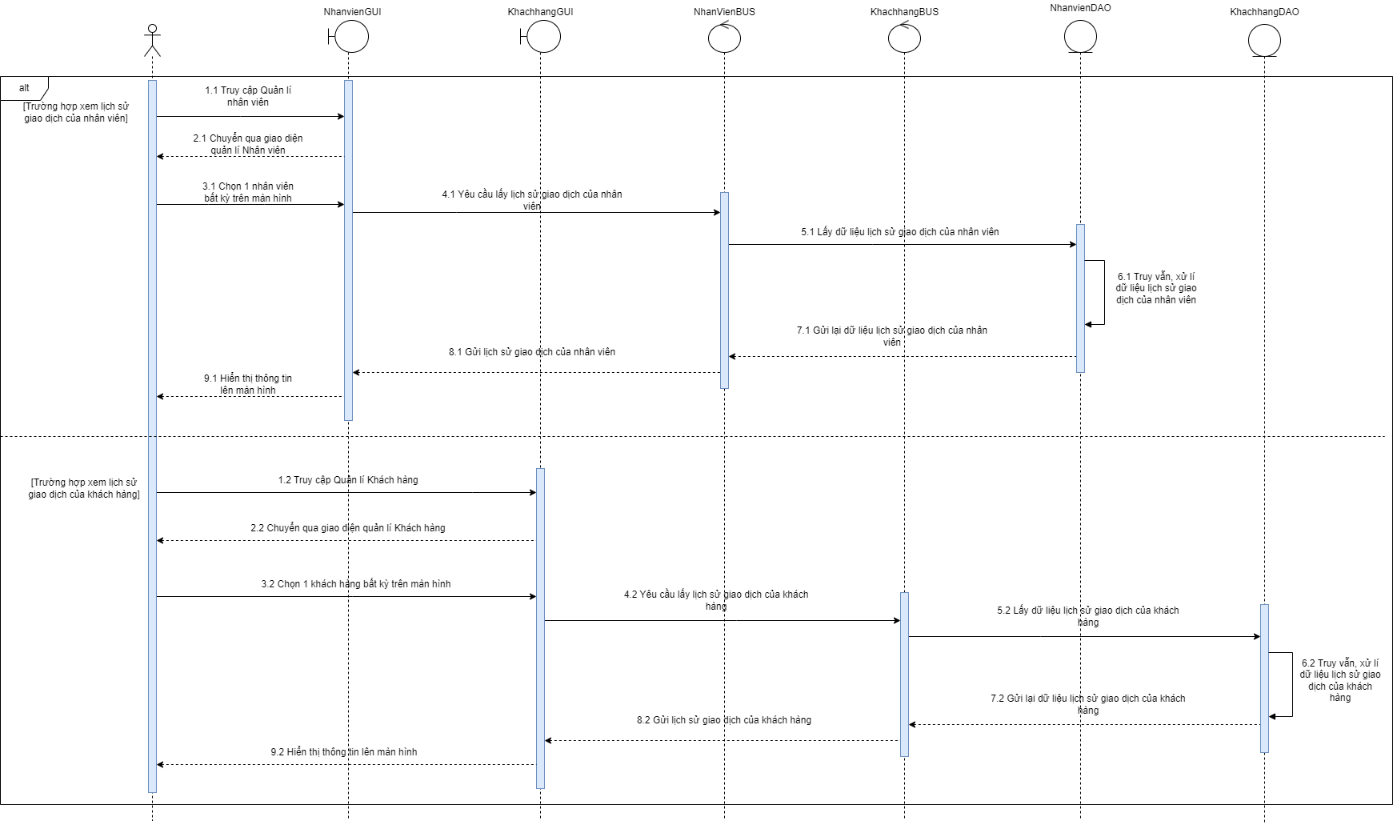 NhanvienGUI
KhachhangGUI
NhanVienBUS
KhachhangBUS
NhanvienDAO
KhachhangDAO
alt
[Trường hợp xem lịch sử
giao dịch của nhân viên]
1.1 Truy cập Quản lí
nhân viên
2.1 Chuyển qua giao diện
quản lí Nhân viên
3.1 Chọn 1 nhân viên
bất kỳ trên màn hình
4.1 Yêu cầu lấy lịch sử giao dịch của nhân
viên
5.1 Lấy dữ liệu lịch sử giao dịch của nhân viên
6.1 Truy vấn, xử lí
dữ liệu lịch sử giao
dịch của nhân viên
7.1 Gửi lại dữ liệu lịch sử giao dịch của nhân
viên
8.1 Gửi lịch sử giao dịch của nhân viên
9.1 Hiển thị thông tin
lên màn hình
[Trường hợp xem lịch sử
giao dịch của khách hàng]
1.2 Truy cập Quản lí Khách hàng
2.2 Chuyển qua giao diện quản lí Khách hàng
3.2 Chọn 1 khách hàng bất kỳ trên màn hình
4.2 Yêu cầu lấy lịch sử giao dịch của khách
hàng
5.2 Lấy dữ liệu lịch sử giao dịch của khách
hàng
6.2 Truy vấn, xử lí
dữ liệu lịch sử giao
dịch của khách
hàng
7.2 Gửi lại dữ liệu lịch sử giao dịch của khách
hàng
8.2 Gửi lịch sử giao dịch của khách hàng
9.2 Hiển thị thông tin lên màn hình